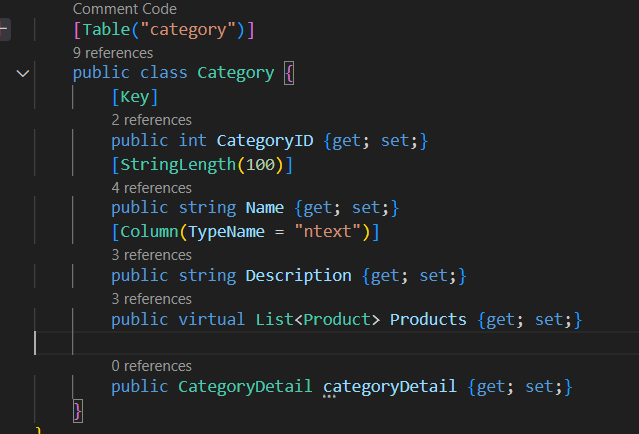 Comment Code
[Table("category")]
9 references
public class Category {
[Key]
2 references
public int CategoryID {get; set;}
[StringLength(100)]
4 references
public string Name {get; set;}
[Column(TypeName = "ntext")]
3 references
public string Description {get; set;}
3 references
public virtual List<Product> Products {get; set;}
0 references
public CategoryDetail categoryDetail {get; set;}
}
}